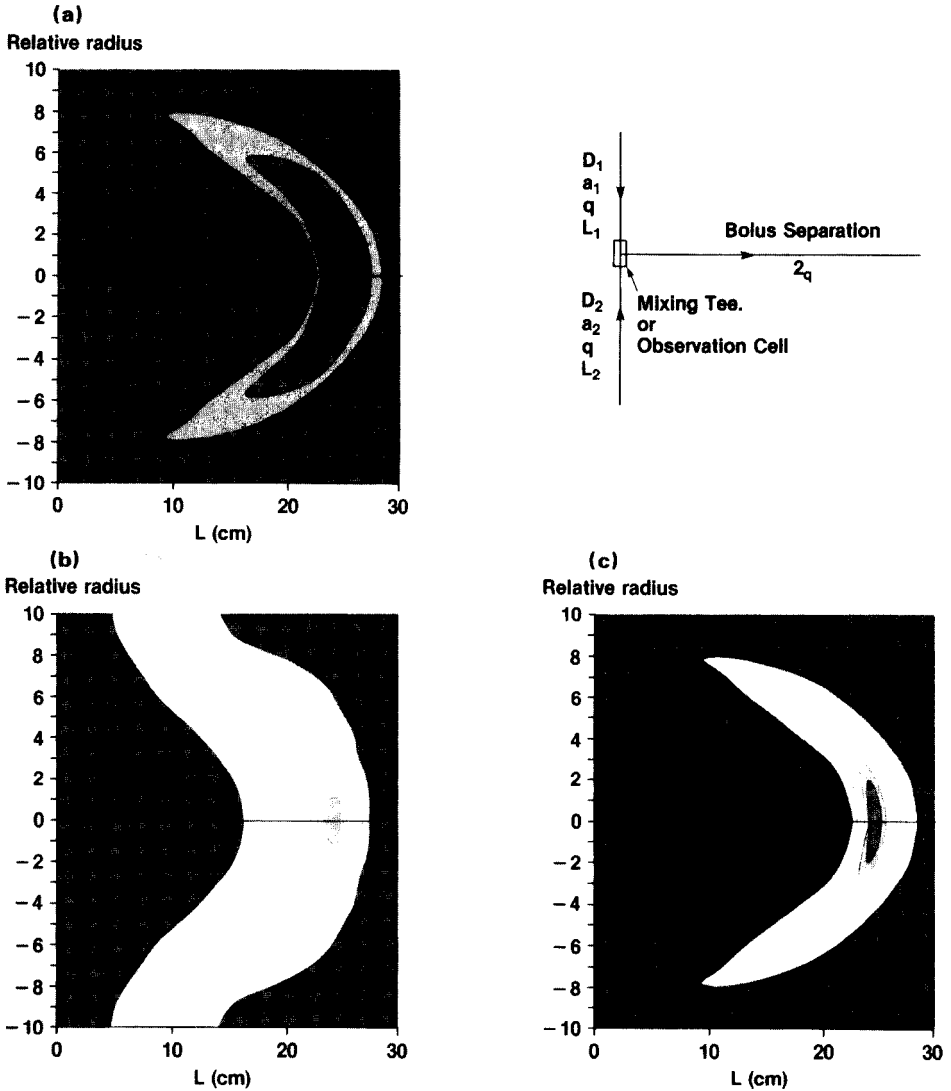 (a)
Relative radius
10
8
6
4
2
0
−2
−4
−6
−8
−10
0 10 20 30
L (cm)
D1
a1
q
L1
Bolus Separation
2q
D2
a2
q
L2
Mixing Tee.
or
Observation Cell
(b)
Relative radius
10
8
6
4
2
0
−2
−4
−6
−8
−10
0 10 20 30
L (cm)
(c)
Relative radius
10
8
6
4
2
0
−2
−4
−6
−8
−10
0 10 20 30
L (cm)